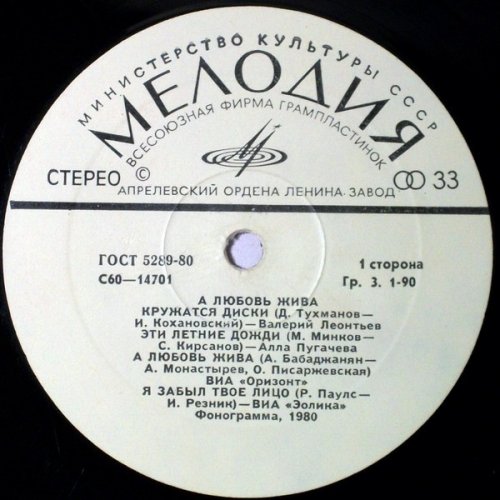 МИНИСТЕРСТВО КУЛЬТУРЫ СССР
МЕЛОДИЯ
ВСЕСОЮЗНАЯ ФИРМА ГРАМПЛАСТИНОК
СТЕРЕО © 33
АПРЕЛЕВСКИЙ ОРДЕНА ЛЕНИНА ЗАВОД
ГОСТ 5289-80
1 сторона
С60—14701
Гр. 3. 1-90
А ЛЮБОВЬ ЖИВА
КРУЖАТСЯ ДИСКИ (Д. Тухманов—
И. Кохановский)—Валерий Леонтьев
ЭТИ ЛЕТНИЕ ДОЖДИ (М. Минков—
С. Кирсанов)—Алла Пугачева
А ЛЮБОВЬ ЖИВА (А. Бабаджанян—
А. Монастырев, О. Писаржевская)
ВИА «Оризонт»
Я ЗАБЫЛ ТВОЕ ЛИЦО (Р. Паулс—
И. Резник)—ВИА «Эолика»
Фонограмма, 1980